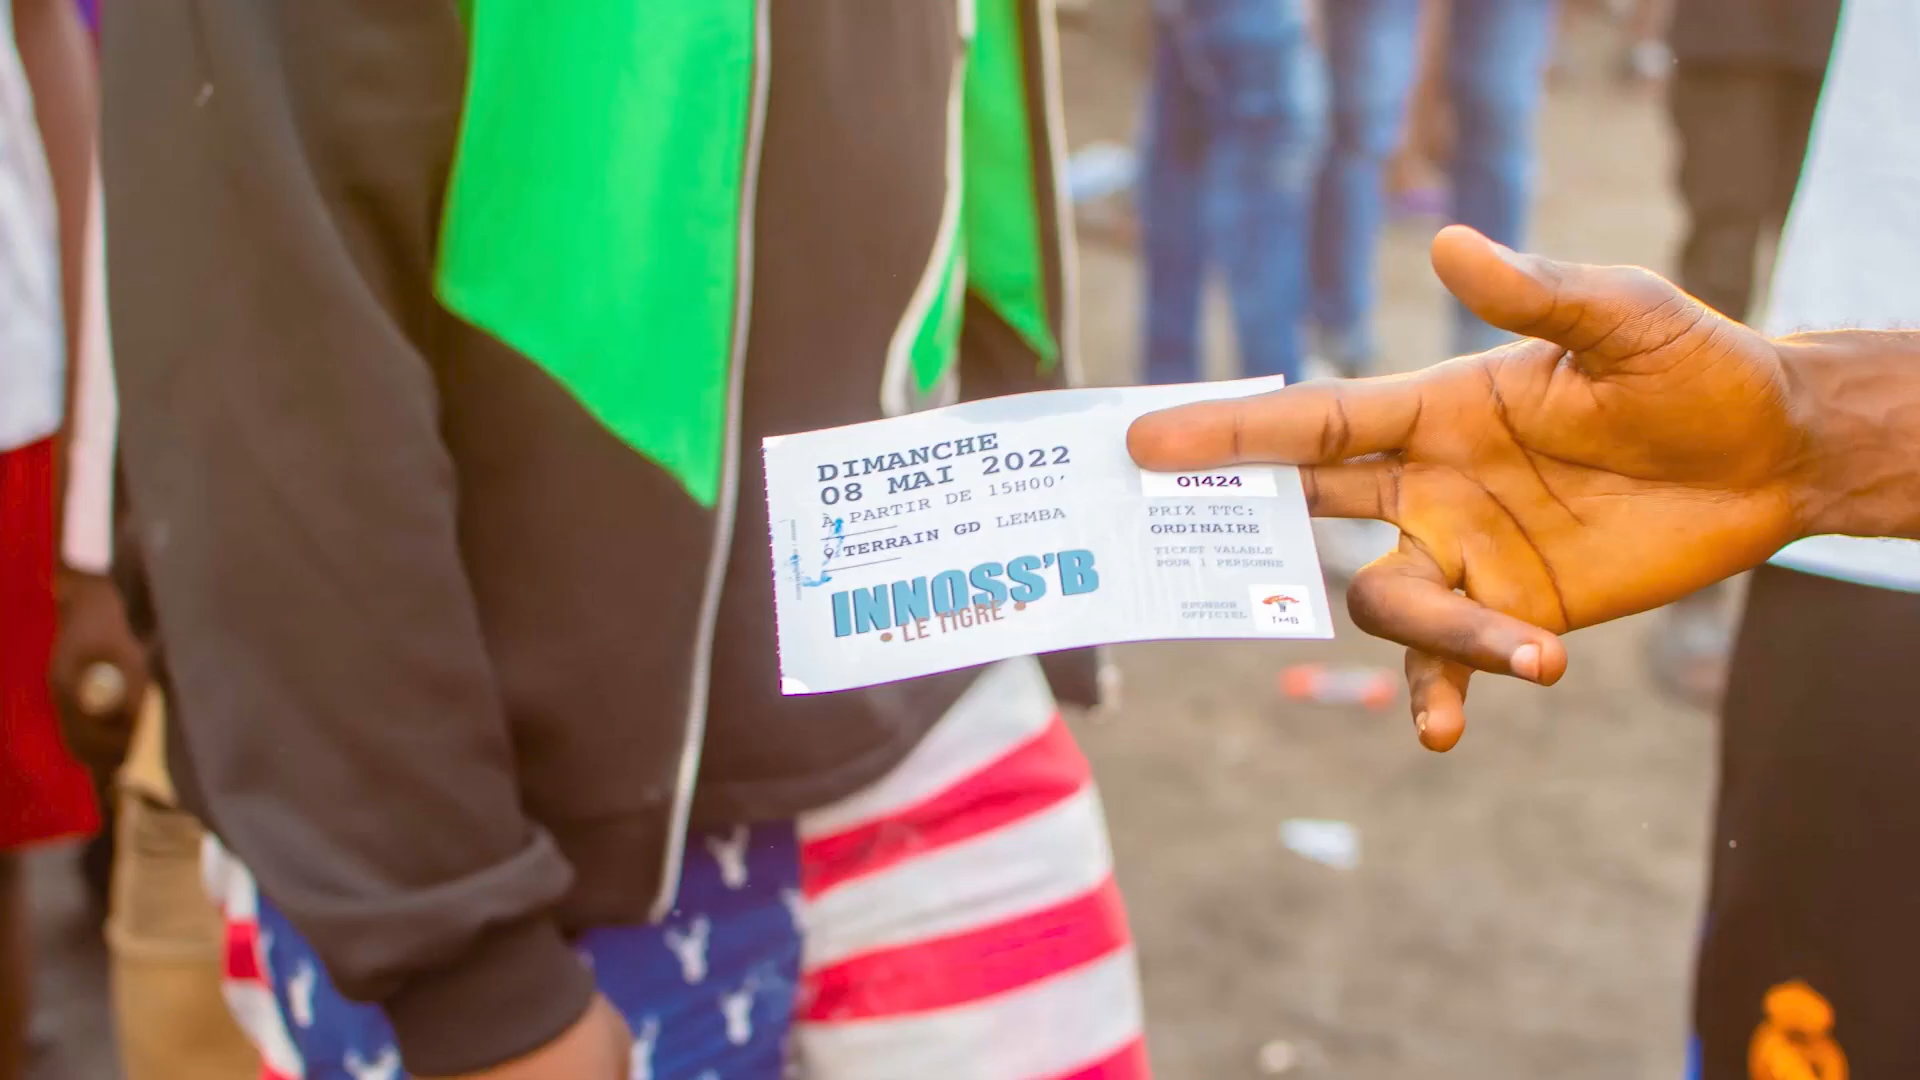 DIMANCHE
08 MAI 2022
À PARTIR DE 15H00'
TERRAIN GD LEMBA
INNOSS'B
• LE TIGRE •
01424
PRIX TTC:
ORDINAIRE
TICKET VALABLE
POUR 1 PERSONNE
SPONSOR
OFFICIEL
TMB